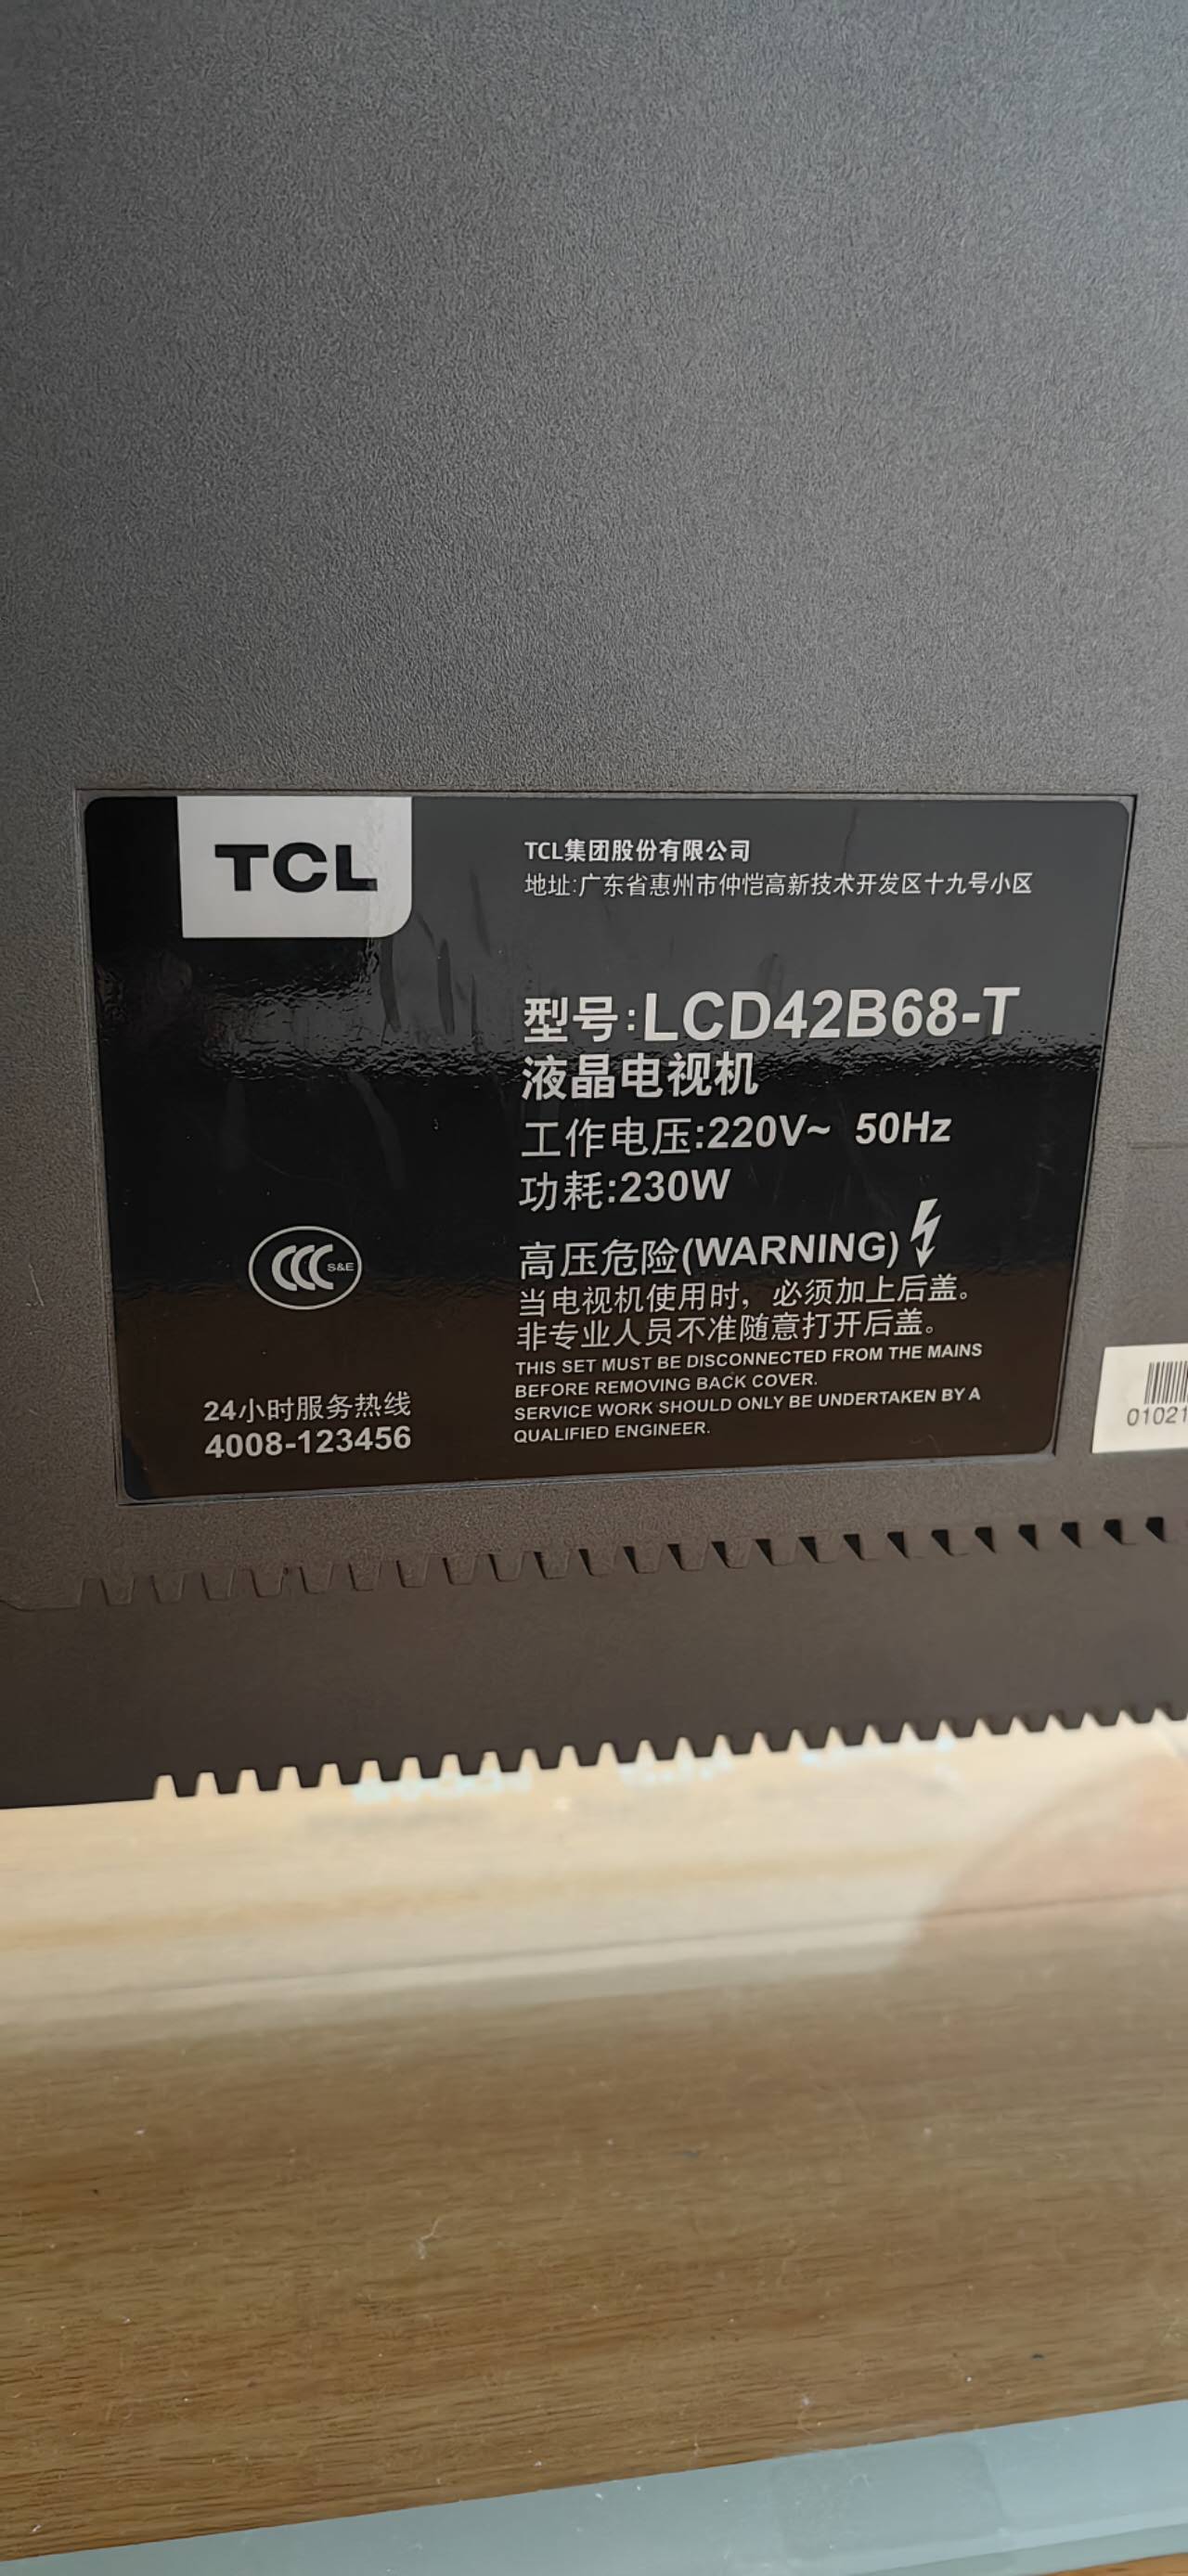 TCL
TCL集团股份有限公司
地址:广东省惠州市仲恺高新技术开发区十九号小区
型号:LCD42B68-T
液晶电视机
工作电压:220V~ 50Hz
功耗:230W
高压危险(WARNING)
当电视机使用时，必须加上后盖。
非专业人员不准随意打开后盖。
THIS SET MUST BE DISCONNECTED FROM THE MAINS
BEFORE REMOVING BACK COVER.
SERVICE WORK SHOULD ONLY BE UNDERTAKEN BY A
QUALIFIED ENGINEER.
CCC S&E
24小时服务热线
4008-123456
01021